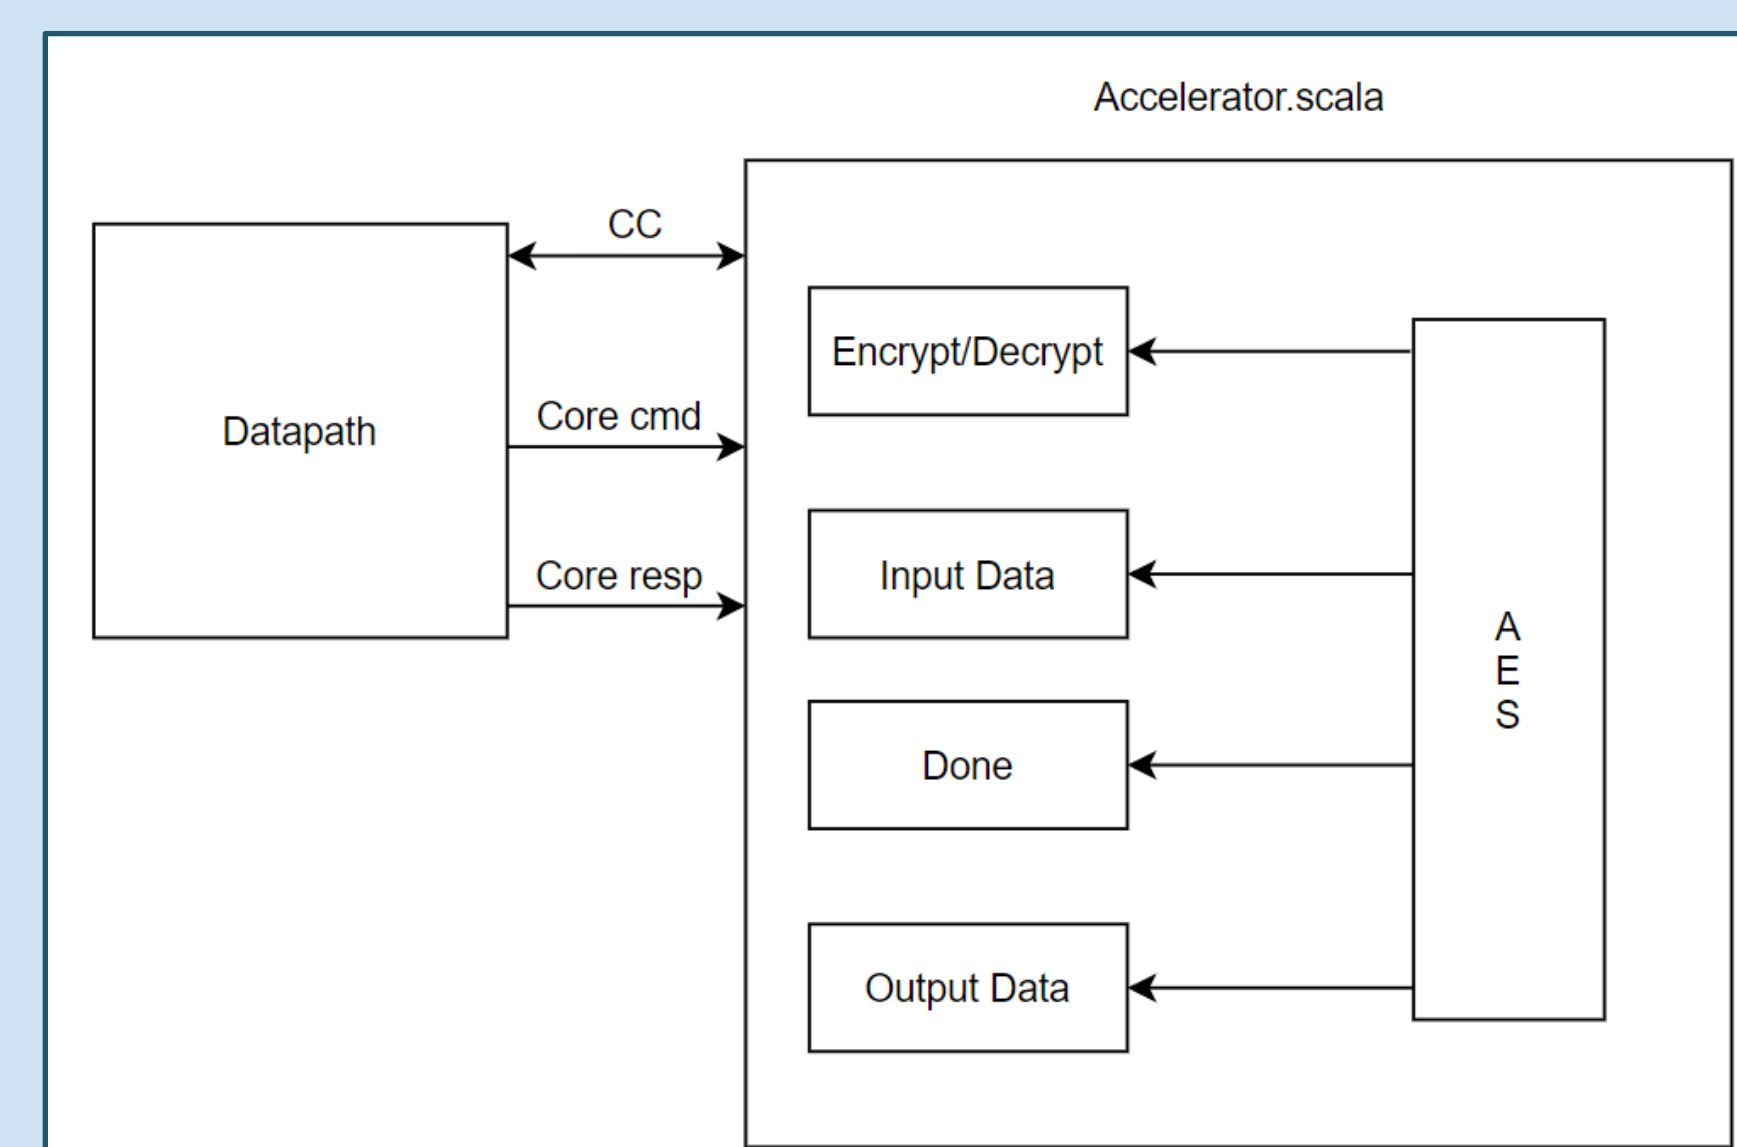 Accelerator.scala
CC
Encrypt/Decrypt
Datapath
Core cmd
Core resp
Input Data
A
E
S
Done
Output Data